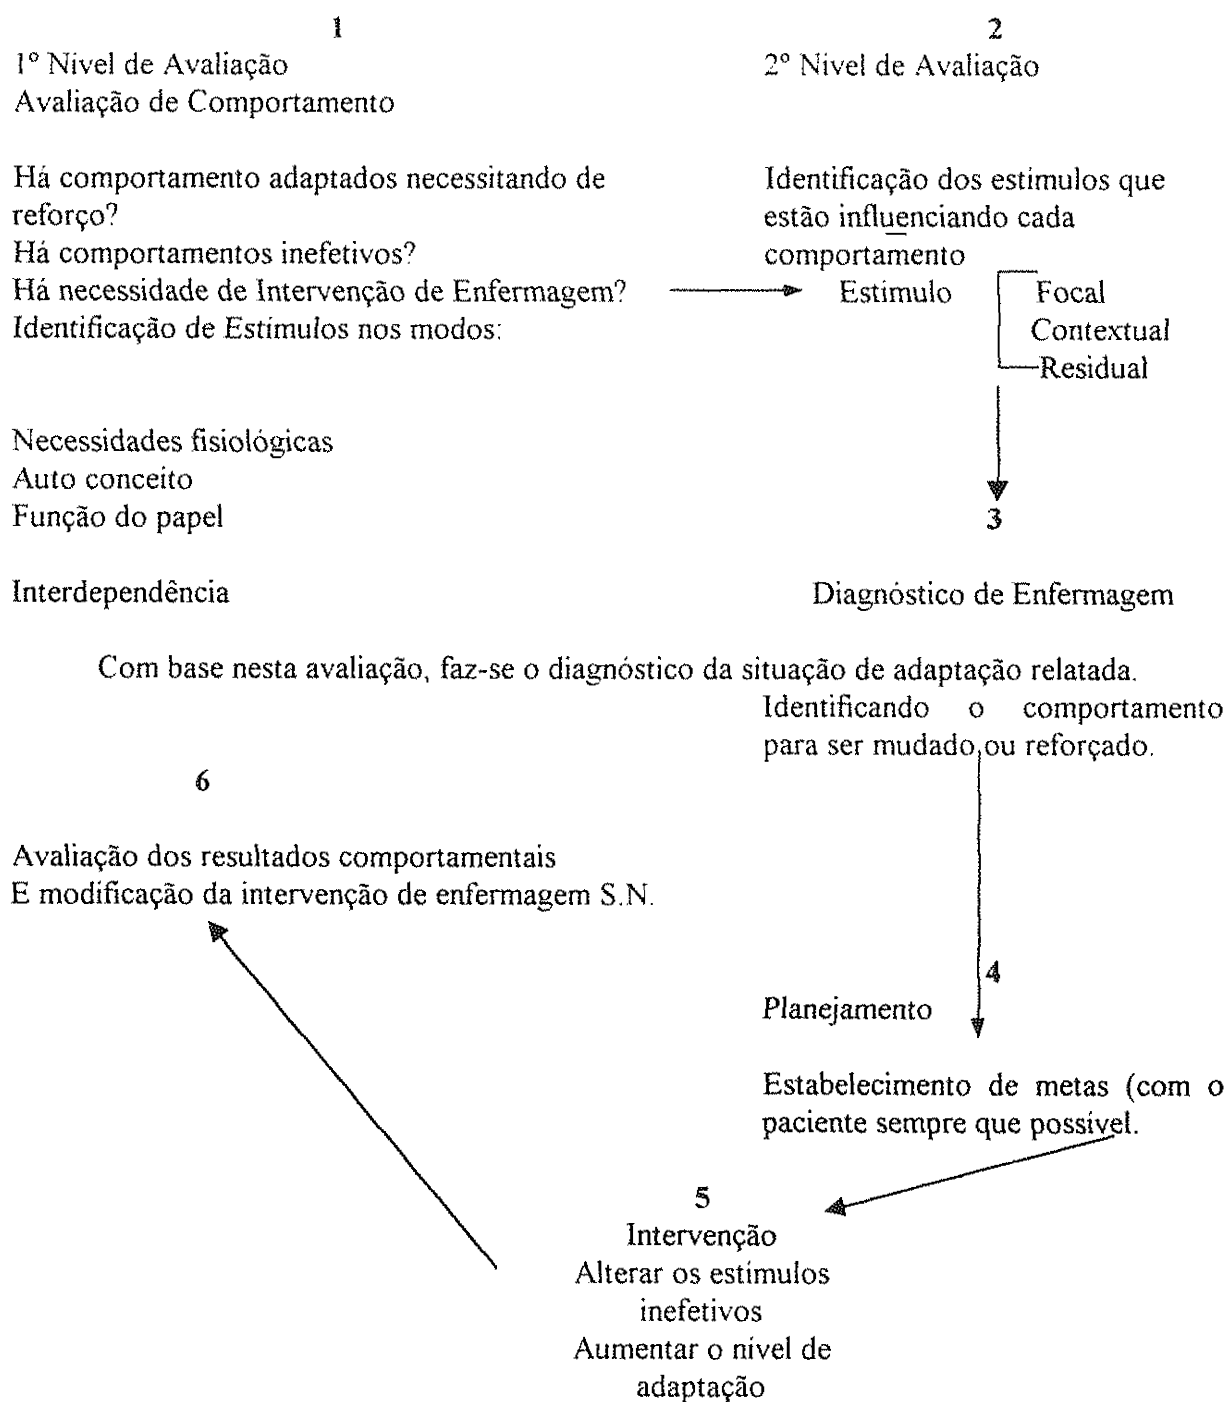 1
1º Nivel de Avaliação
Avaliação de Comportamento
Há comportamento adaptados necessitando de
reforço?
Há comportamentos inefetivos?
Há necessidade de Intervenção de Enfermagem?
Identificação de Estímulos nos modos:
Necessidades fisiológicas
Auto conceito
Função do papel
Interdependência
2
2º Nivel de Avaliação
Identificação dos estimulos que
estão influenciando cada
comportamento
Estimulo
Focal
Contextual
Residual
3
Diagnóstico de Enfermagem
Com base nesta avaliação, faz-se o diagnóstico da situação de adaptação relatada.
Identificando o comportamento
para ser mudado ou reforçado.
4
Planejamento
Estabelecimento de metas (com o
paciente sempre que possível.
5
Intervenção
Alterar os estimulos
inefetivos
Aumentar o nivel de
adaptação
6
Avaliação dos resultados comportamentais
E modificação da intervenção de enfermagem S.N.